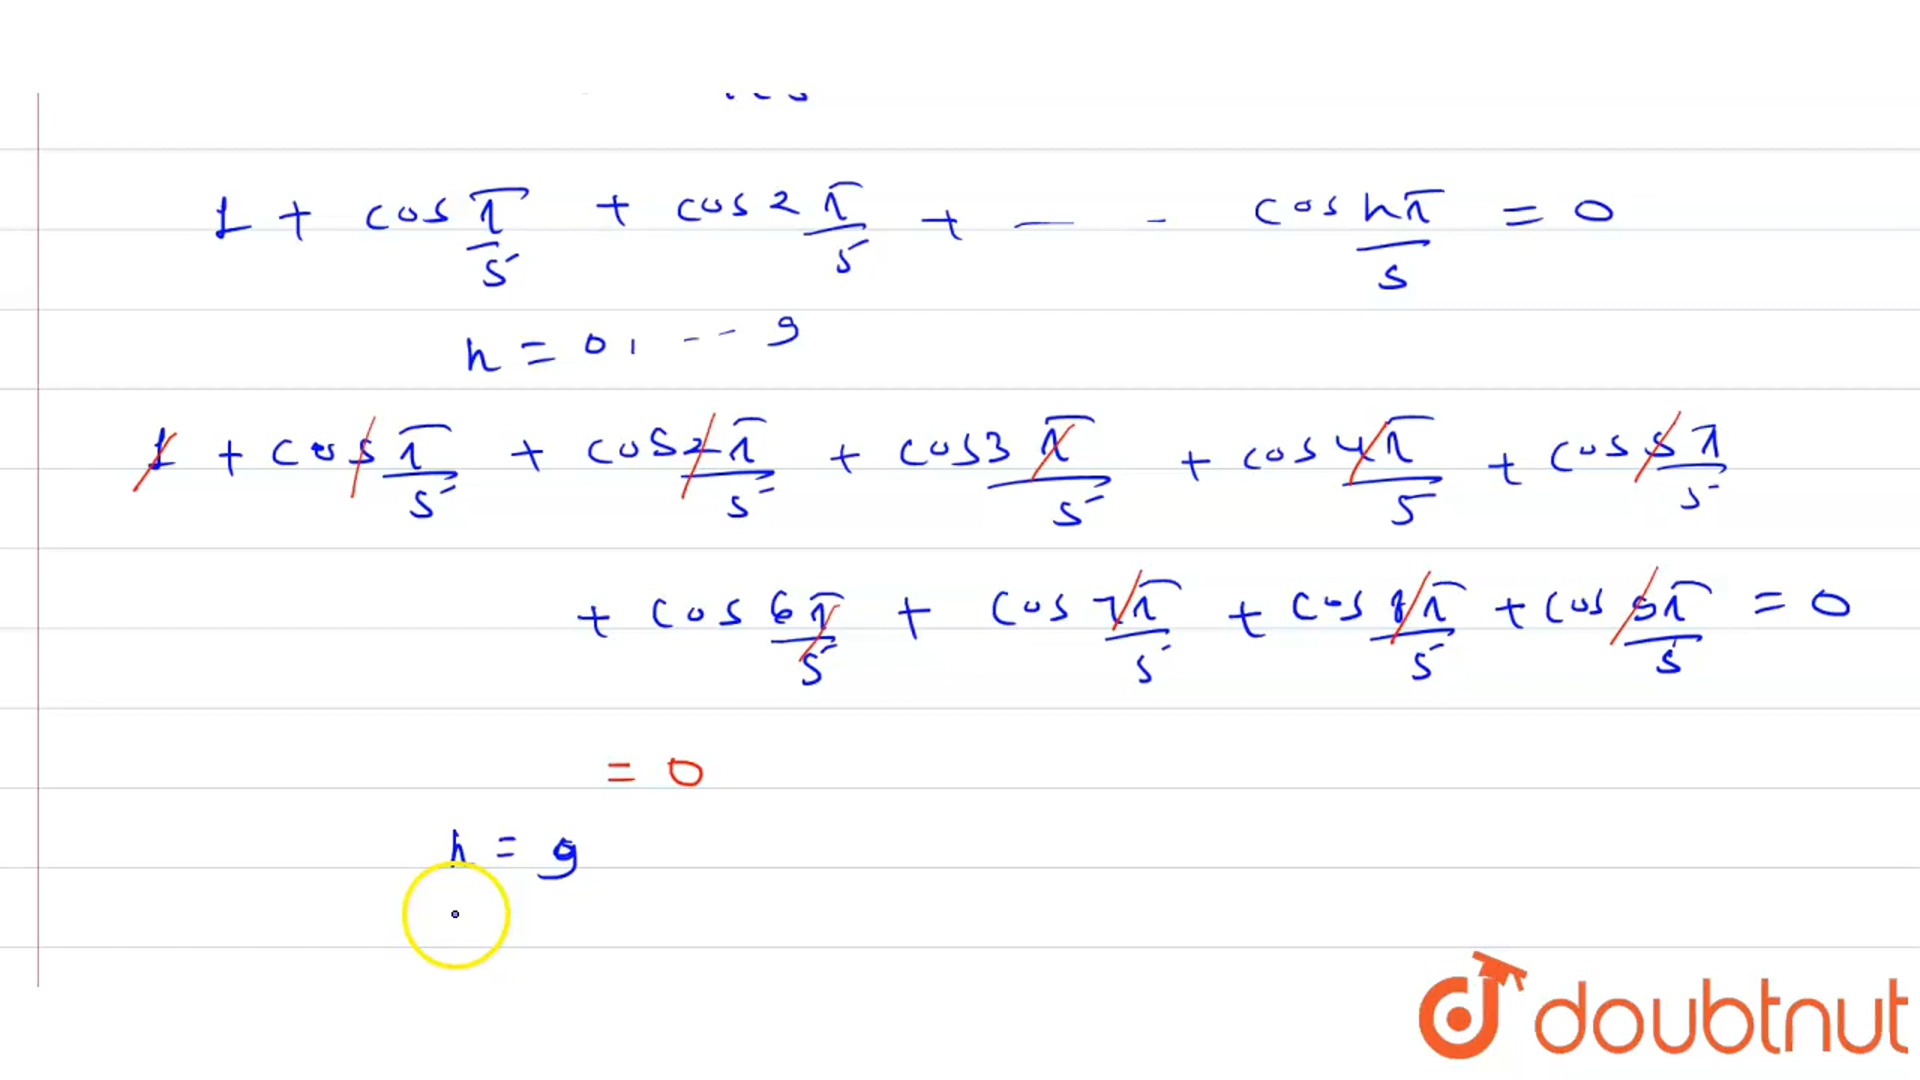 1 + cos π/5 + cos 2π/5 + — - cos nπ/5 = 0
n = 0, -- 9
1 + cos π/5 + cos 2π/5 + cos 3π/5 + cos 4π/5 + cos 5π/5
+ cos 6π/5 + cos 7π/5 + cos 8π/5 + cos 9π/5 = 0
= 0
n = 9
doubtnut